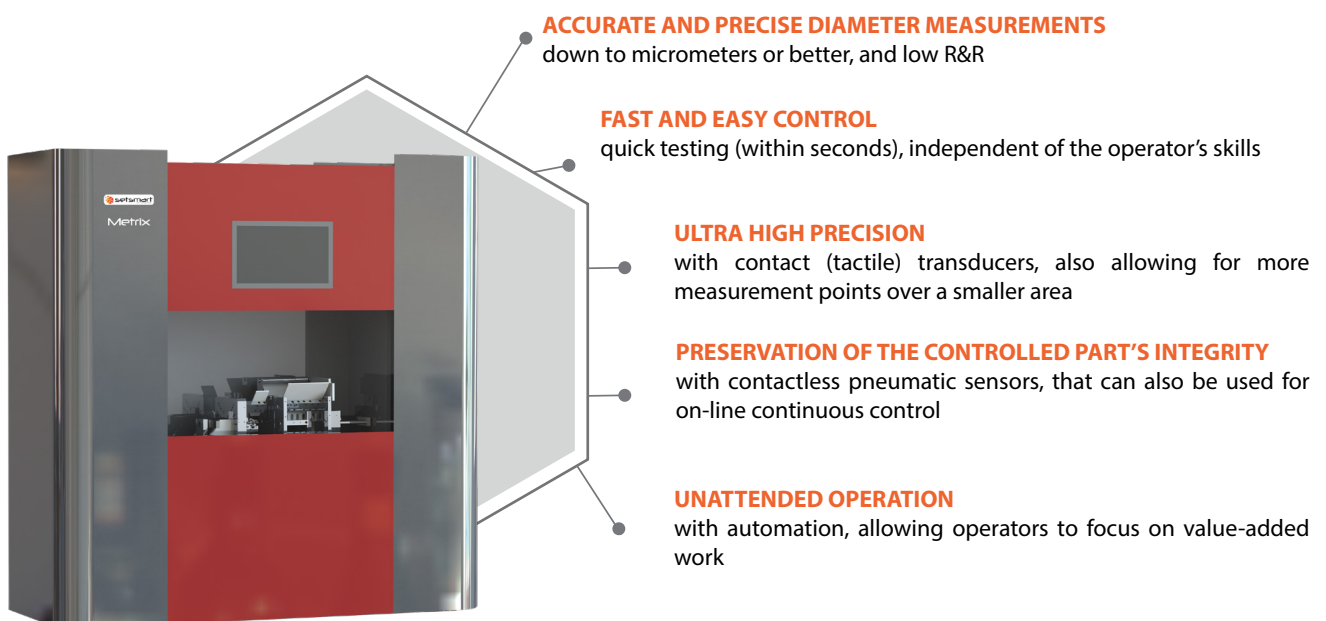 ACCURATE AND PRECISE DIAMETER MEASUREMENTS
down to micrometers or better, and low R&R
FAST AND EASY CONTROL
quick testing (within seconds), independent of the operator's skills
setsmart
Metrix
ULTRA HIGH PRECISION
with contact (tactile) transducers, also allowing for more
measurement points over a smaller area
PRESERVATION OF THE CONTROLLED PART'S INTEGRITY
with contactless pneumatic sensors, that can also be used for
on-line continuous control
UNATTENDED OPERATION
with automation, allowing operators to focus on value-added
work